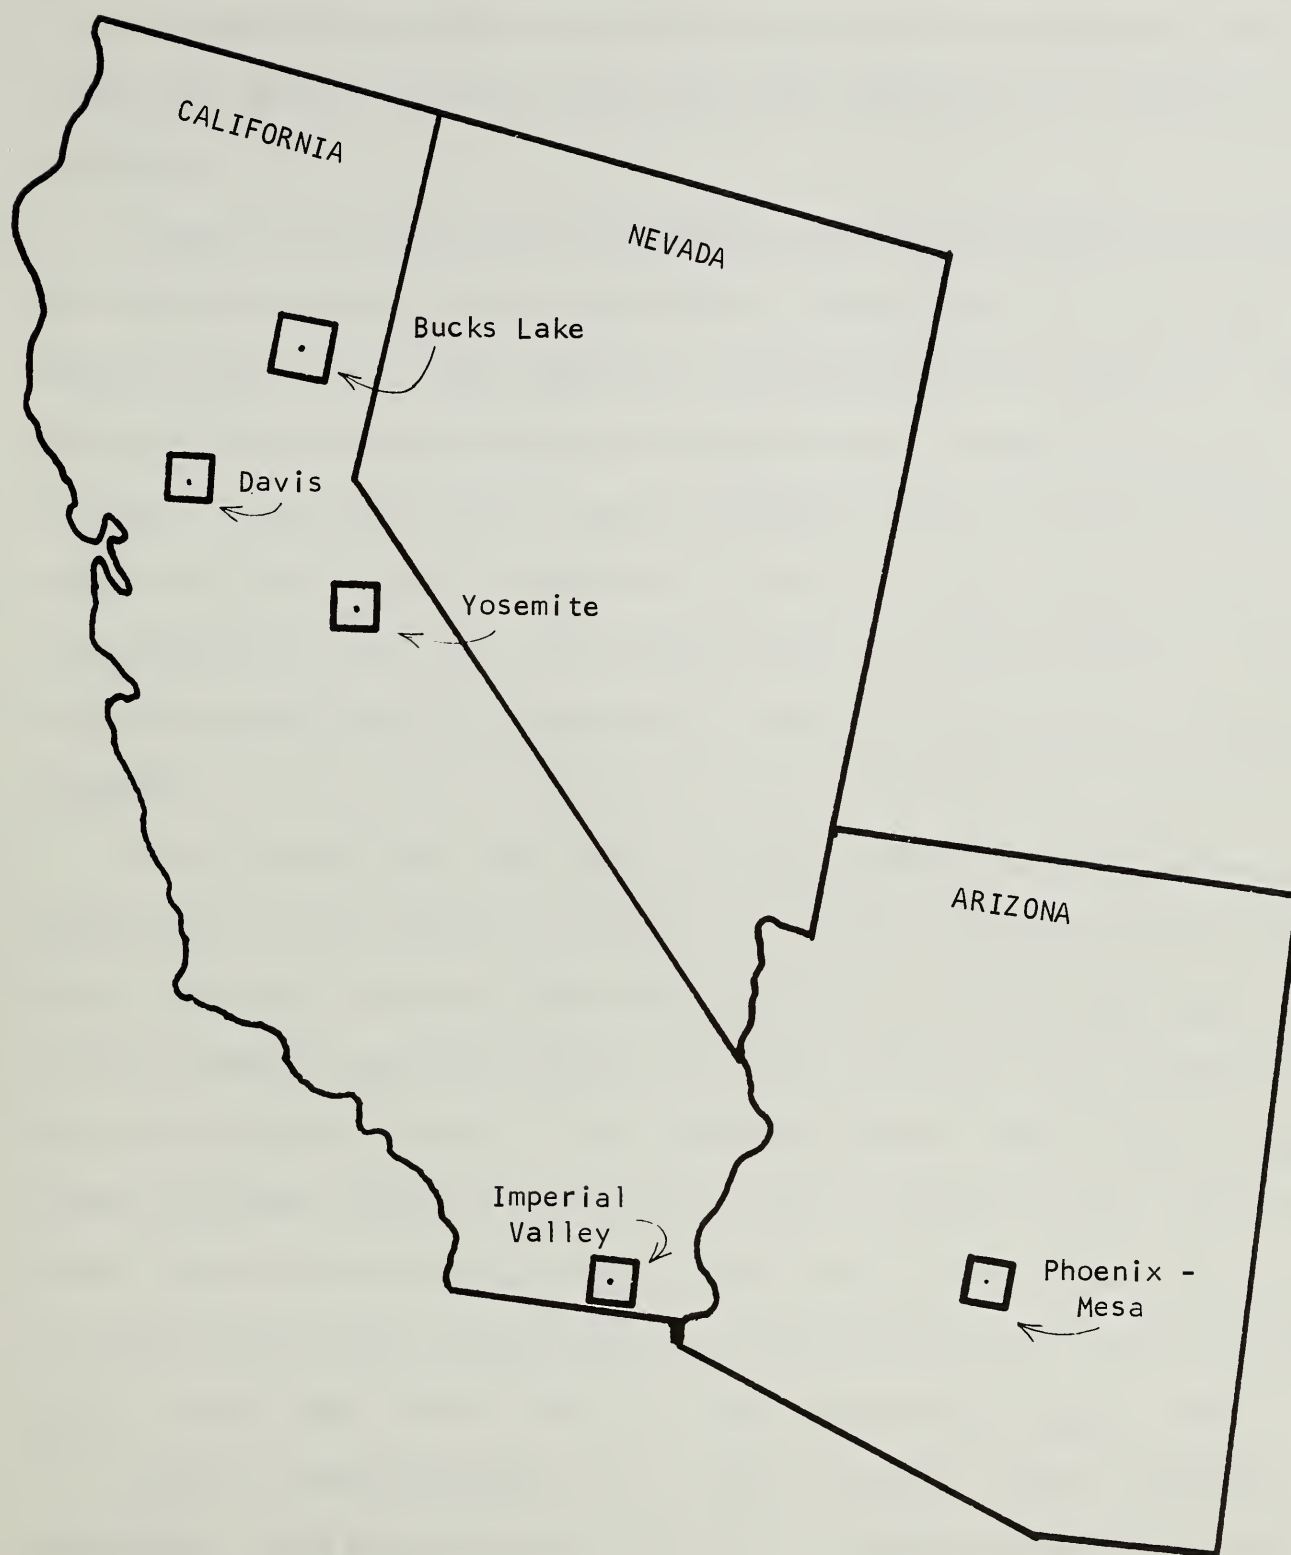 CALIFORNIA
NEVADA
Bucks Lake
Davis
Yosemite
ARIZONA
Imperial
Valley
Phoenix -
Mesa